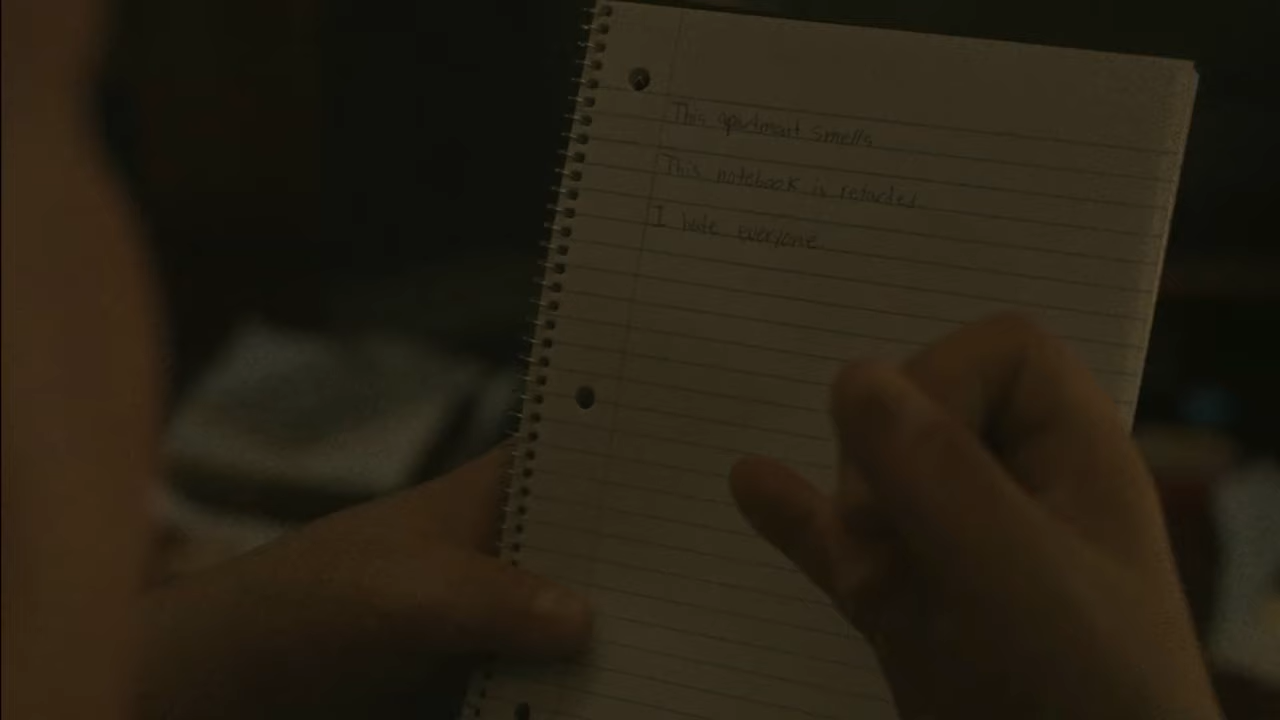 This apartment smells
This notebook is retarded
I hate everyone